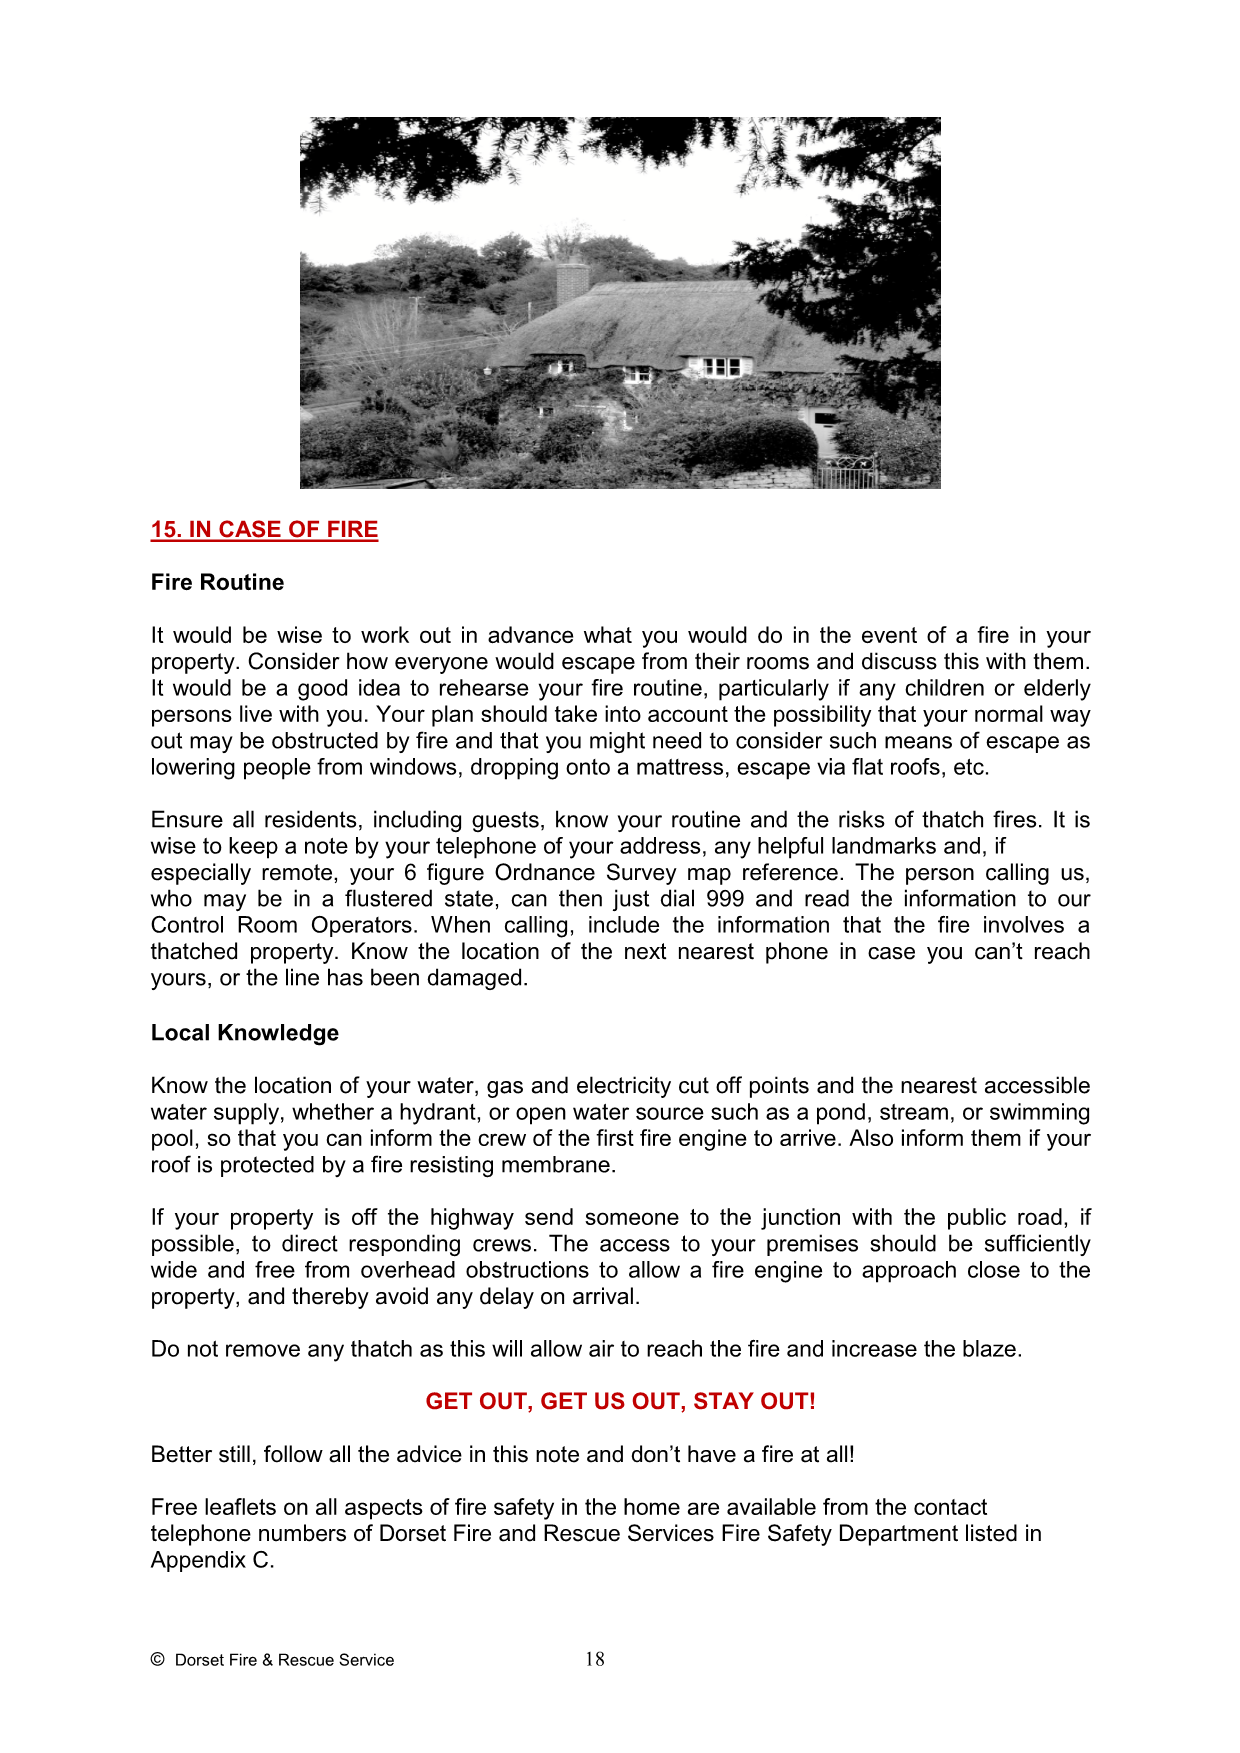 15. IN CASE OF FIRE
Fire Routine
It would be wise to work out in advance what you would do in the event of a fire in your
property. Consider how everyone would escape from their rooms and discuss this with them.
It would be a good idea to rehearse your fire routine, particularly if any children or elderly
persons live with you. Your plan should take into account the possibility that your normal way
out may be obstructed by fire and that you might need to consider such means of escape as
lowering people from windows, dropping onto a mattress, escape via flat roofs, etc.
Ensure all residents, including guests, know your routine and the risks of thatch fires. It is
wise to keep a note by your telephone of your address, any helpful landmarks and, if
especially remote, your 6 figure Ordnance Survey map reference. The person calling us,
who may be in a flustered state, can then just dial 999 and read the information to our
Control Room Operators. When calling, include the information that the fire involves a
thatched property. Know the location of the next nearest phone in case you can’t reach
yours, or the line has been damaged.
Local Knowledge
Know the location of your water, gas and electricity cut off points and the nearest accessible
water supply, whether a hydrant, or open water source such as a pond, stream, or swimming
pool, so that you can inform the crew of the first fire engine to arrive. Also inform them if your
roof is protected by a fire resisting membrane.
If your property is off the highway send someone to the junction with the public road, if
possible, to direct responding crews. The access to your premises should be sufficiently
wide and free from overhead obstructions to allow a fire engine to approach close to the
property, and thereby avoid any delay on arrival.
Do not remove any thatch as this will allow air to reach the fire and increase the blaze.
GET OUT, GET US OUT, STAY OUT!
Better still, follow all the advice in this note and don’t have a fire at all!
Free leaflets on all aspects of fire safety in the home are available from the contact
telephone numbers of Dorset Fire and Rescue Services Fire Safety Department listed in
Appendix C.
© Dorset Fire & Rescue Service 18